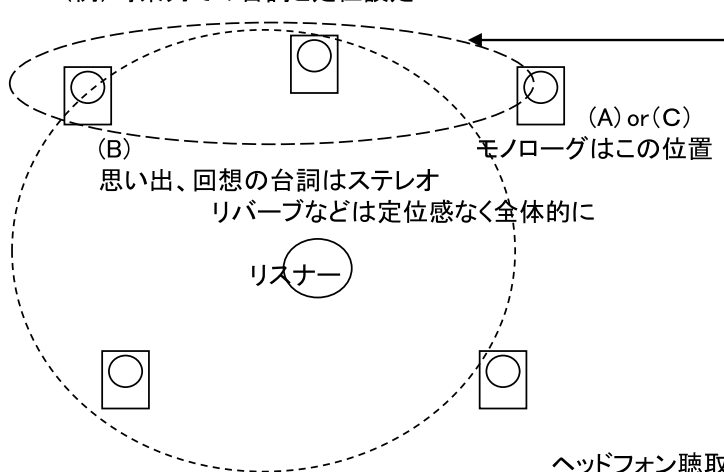 (A) or (C)
(B)
モノローグはこの位置
思い出、回想の台詞はステレオ
リバーブなどは定位感なく全体的に
リスナー
ヘッドフォン聴取